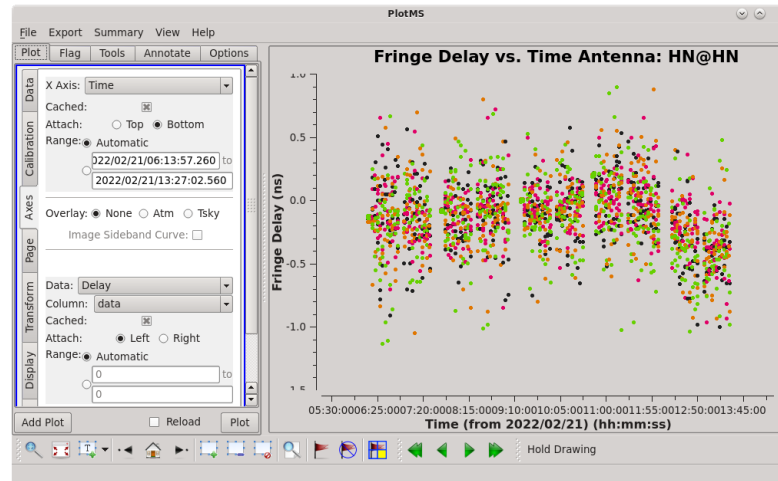 PlotMS
File Export Summary View Help
Plot Flag Tools Annotate Options
Fringe Delay vs. Time Antenna: HN@HN
Data
Calibration
Axes
Page
Transform
Display
X Axis: Time
Cached:
Attach: Top Bottom
Range: Automatic
022/02/21/06:13:57.260 to
2022/02/21/13:27:02.560
Overlay: None Atm Tsky
Image Sideband Curve:
Data: Delay
Column: data
Cached:
Attach: Left Right
Range: Automatic
0 to
0
Add Plot Reload Plot
Fringe Delay (ns)
1.0
0.5
0.0
-0.5
-1.0
-1.5
05:30:0006:25:0007:20:0008:15:0009:10:0010:05:0011:00:0011:55:0012:50:0013:45:00
Time (from 2022/02/21) (hh:mm:ss)
Hold Drawing